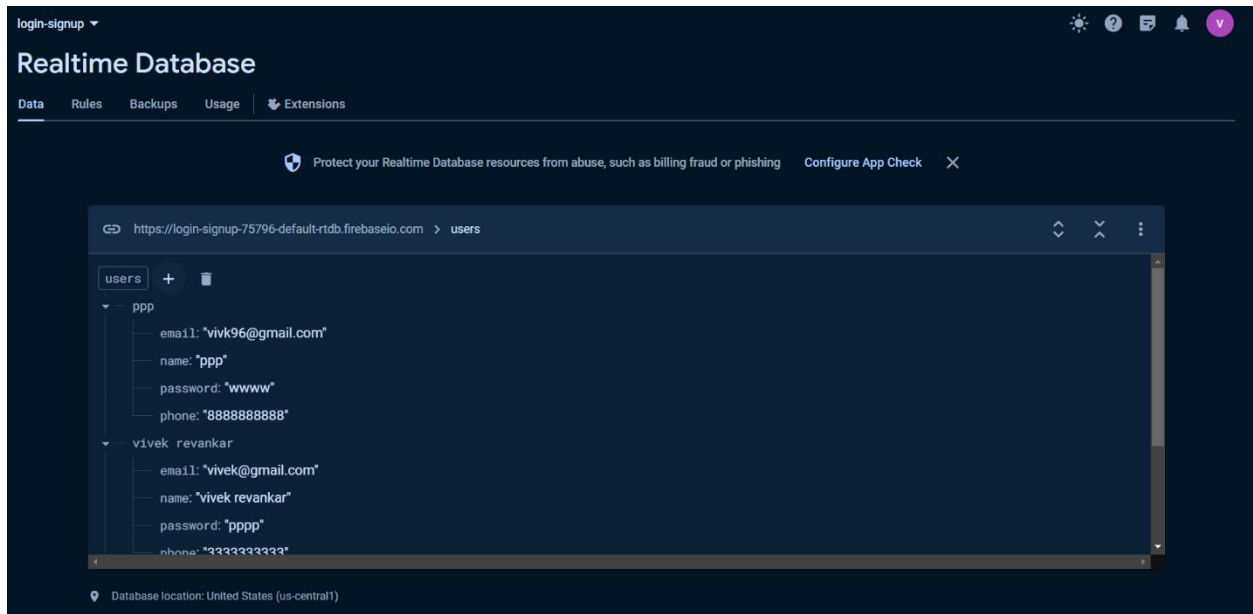 login-signup
V
Realtime Database
Data Rules Backups Usage Extensions
Protect your Realtime Database resources from abuse, such as billing fraud or phishing Configure App Check
https://login-signup-75796-default-rtdb.firebaseio.com > users
users
ppp
email: "vivk96@gmail.com"
name: "ppp"
password: "wwww"
phone: "8888888888"
vivek revankar
email: "vivek@gmail.com"
name: "vivek revankar"
password: "pppp"
phone: "3333333333"
Database location: United States (us-central1)